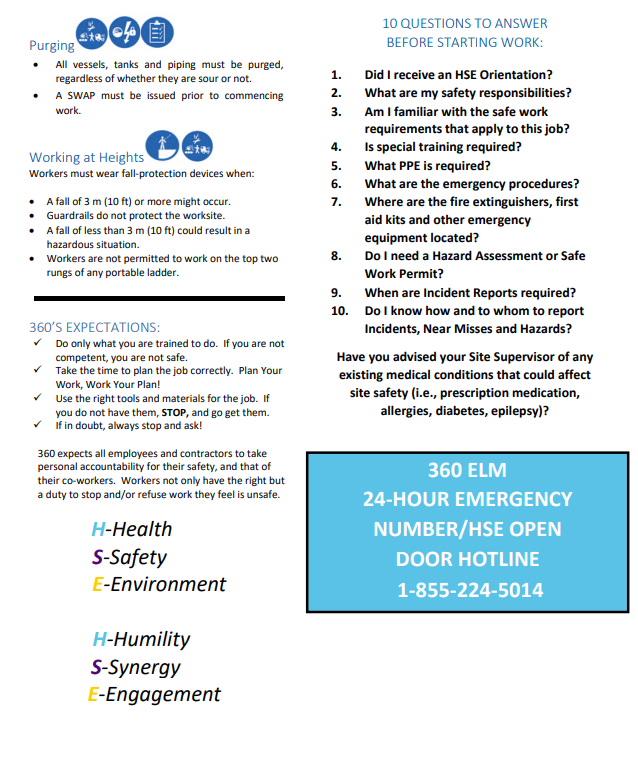 Purging
• All vessels, tanks and piping must be purged,
regardless of whether they are sour or not.
• A SWAP must be issued prior to commencing
work.
Working at Heights
Workers must wear fall-protection devices when:
• A fall of 3 m (10 ft) or more might occur.
• Guardrails do not protect the worksite.
• A fall of less than 3 m (10 ft) could result in a
hazardous situation.
• Workers are not permitted to work on the top two
rungs of any portable ladder.
360'S EXPECTATIONS:
✓ Do only what you are trained to do. If you are not
competent, you are not safe.
✓ Take the time to plan the job correctly. Plan Your
Work, Work Your Plan!
✓ Use the right tools and materials for the job. If
you do not have them, STOP, and go get them.
✓ If in doubt, always stop and ask!
360 expects all employees and contractors to take
personal accountability for their safety, and that of
their co-workers. Workers not only have the right but
a duty to stop and/or refuse work they feel is unsafe.
H-Health
S-Safety
E-Environment
H-Humility
S-Synergy
E-Engagement
10 QUESTIONS TO ANSWER
BEFORE STARTING WORK:
1. Did I receive an HSE Orientation?
2. What are my safety responsibilities?
3. Am I familiar with the safe work
requirements that apply to this job?
4. Is special training required?
5. What PPE is required?
6. What are the emergency procedures?
7. Where are the fire extinguishers, first
aid kits and other emergency
equipment located?
8. Do I need a Hazard Assessment or Safe
Work Permit?
9. When are Incident Reports required?
10. Do I know how and to whom to report
Incidents, Near Misses and Hazards?
Have you advised your Site Supervisor of any
existing medical conditions that could affect
site safety (i.e., prescription medication,
allergies, diabetes, epilepsy)?
360 ELM
24-HOUR EMERGENCY
NUMBER/HSE OPEN
DOOR HOTLINE
1-855-224-5014